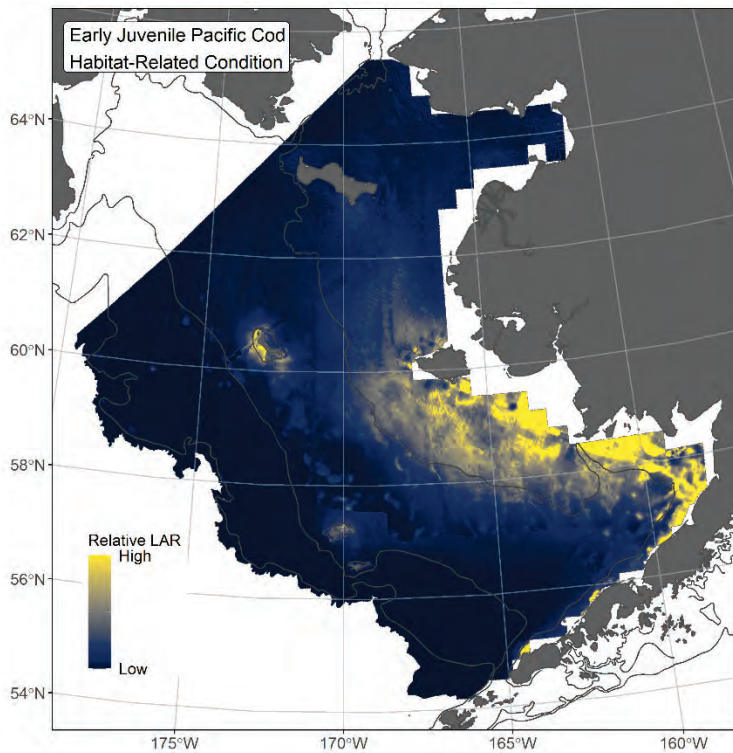 Early Juvenile Pacific Cod
Habitat-Related Condition
64°N
62°N
60°N
58°N
56°N
54°N
Relative LAR
High
Low
175°W
170°W
165°W
160°W